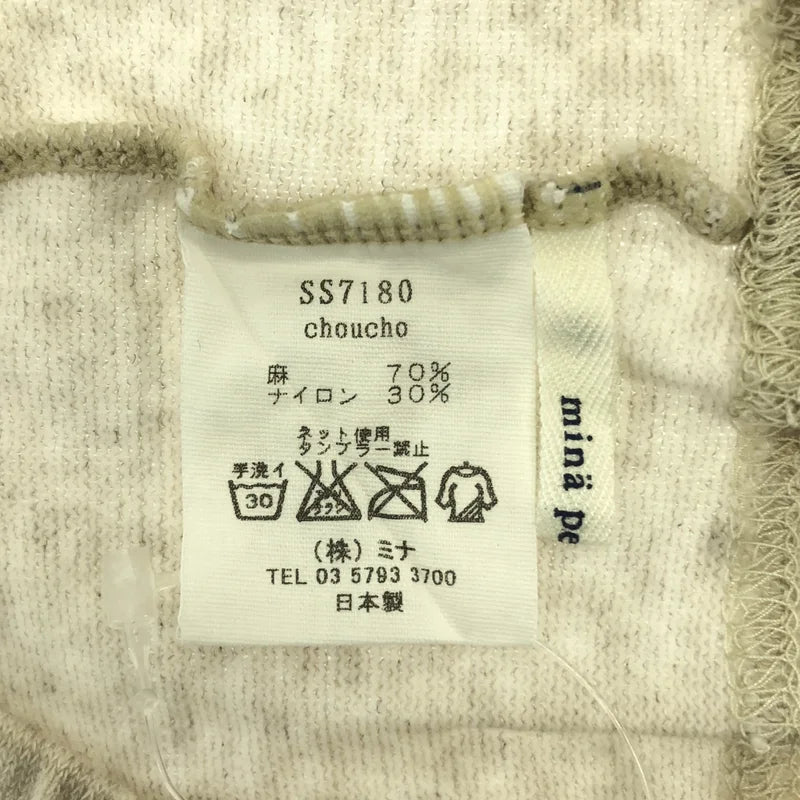 SS7180
choucho
麻 70%
ナイロン 30%
ネット使用
タンブラー禁止
手洗イ
30
(株)ミナ
TEL 03 5793 3700
日本製
minä pe